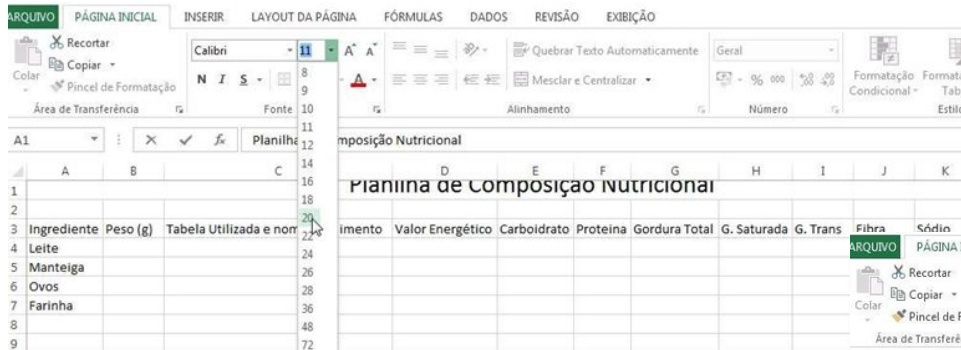 ARQUIVO PÁGINA INICIAL INSERIR LAYOUT DA PÁGINA FÓRMULAS DADOS REVISÃO EXIBIÇÃO
Recortar
Copiar
Pincel de Formatação
Colar
Área de Transferência
Calibri 11
N I S
Fonte
A A
A
Quebrar Texto Automaticamente
Mesclar e Centralizar
Alinhamento
Geral
% 000
Número
Formatação Condicional
Formata
Tab
Estilo
8
9
10
11
12
14
16
18
20
22
24
26
28
36
48
72
A1 fx Planilha omposição Nutricional
A B C D E F G H I J K
1 Planilha de Composição Nutricional
2
3 Ingrediente Peso (g) Tabela Utilizada e nom imento Valor Energético Carboidrato Proteina Gordura Total G. Saturada G. Trans Fibra Sódio
4 Leite
5 Manteiga
6 Ovos
7 Farinha
8
9
ARQUIVO PÁGINA I
Recortar
Copiar
Colar
Pincel de F
Área de Transferê